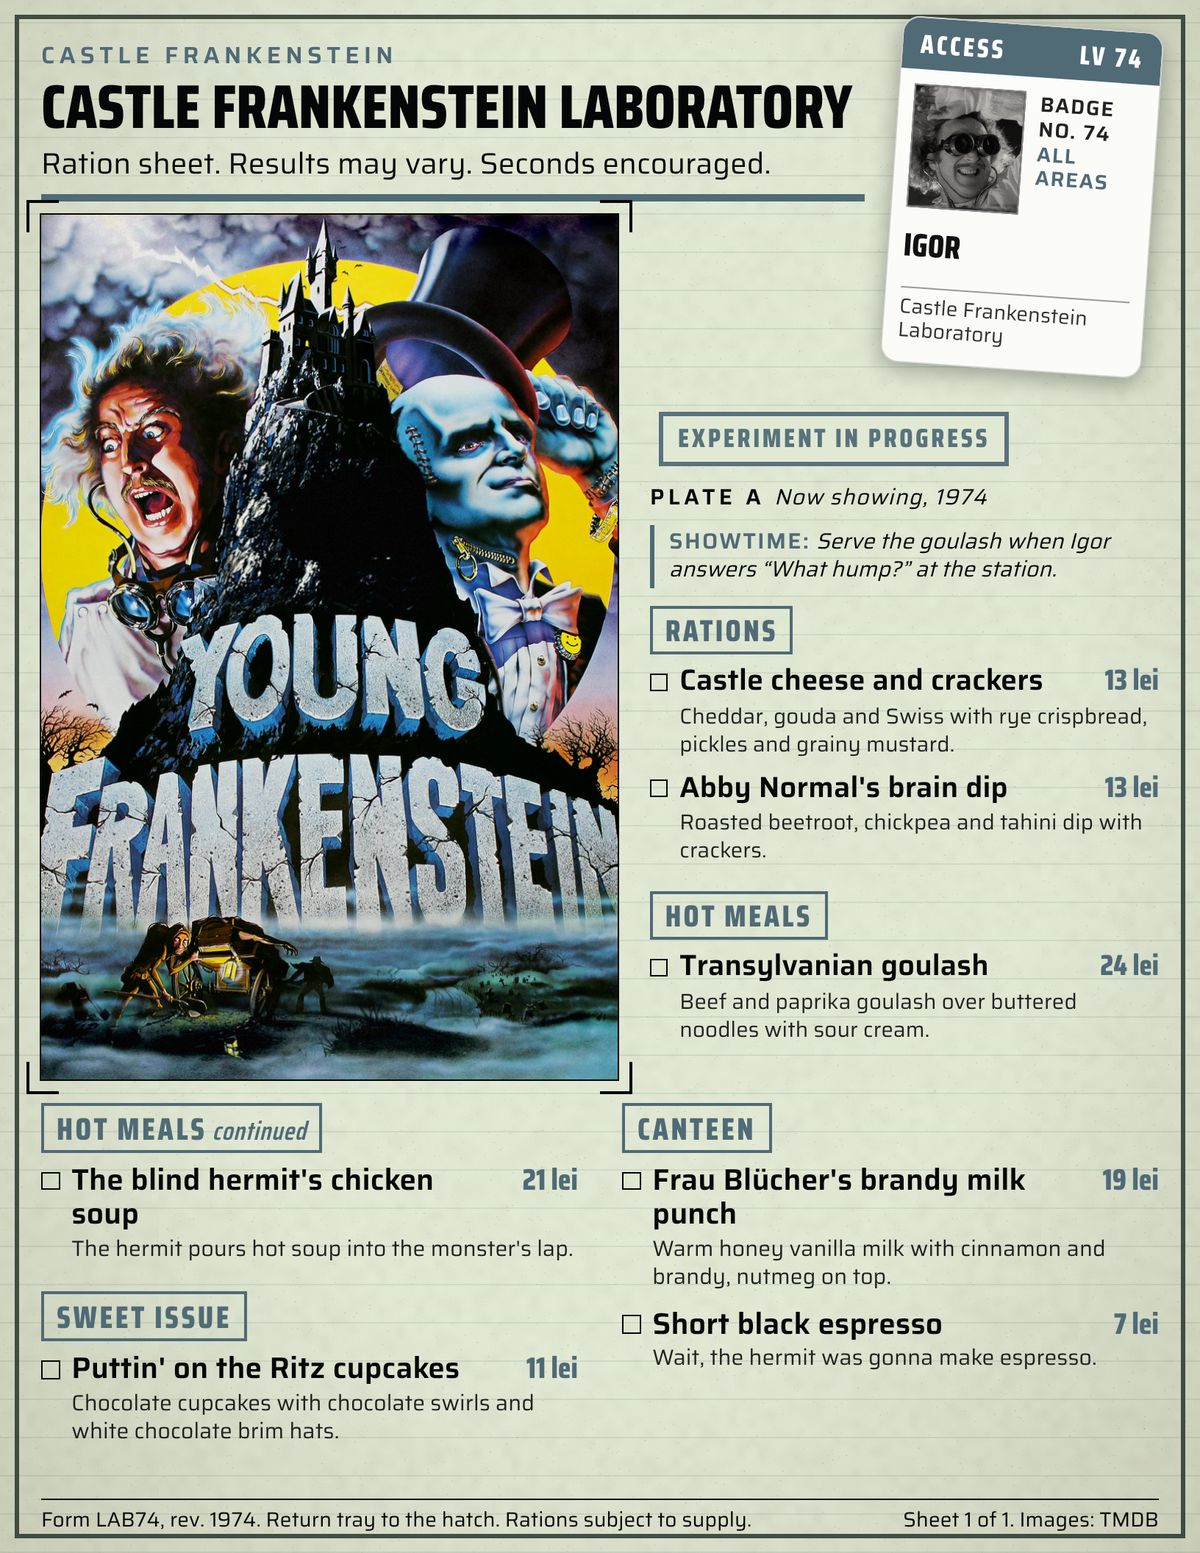 CASTLE FRANKENSTEIN
CASTLE FRANKENSTEIN LABORATORY
Ration sheet. Results may vary. Seconds encouraged.
ACCESS LV 74
BADGE
NO. 74
ALL
AREAS
IGOR
Castle Frankenstein
Laboratory
YOUNG
FRANKENSTEIN
EXPERIMENT IN PROGRESS
PLATE A Now showing, 1974
SHOWTIME: Serve the goulash when Igor
answers “What hump?” at the station.
RATIONS
Castle cheese and crackers 13 lei
Cheddar, gouda and Swiss with rye crispbread,
pickles and grainy mustard.
Abby Normal's brain dip 13 lei
Roasted beetroot, chickpea and tahini dip with
crackers.
HOT MEALS
Transylvanian goulash 24 lei
Beef and paprika goulash over buttered
noodles with sour cream.
HOT MEALS continued
The blind hermit's chicken 21 lei
soup
The hermit pours hot soup into the monster's lap.
SWEET ISSUE
Puttin' on the Ritz cupcakes 11 lei
Chocolate cupcakes with chocolate swirls and
white chocolate brim hats.
CANTEEN
Frau Blücher's brandy milk 19 lei
punch
Warm honey vanilla milk with cinnamon and
brandy, nutmeg on top.
Short black espresso 7 lei
Wait, the hermit was gonna make espresso.
Form LAB74, rev. 1974. Return tray to the hatch. Rations subject to supply.
Sheet 1 of 1. Images: TMDB